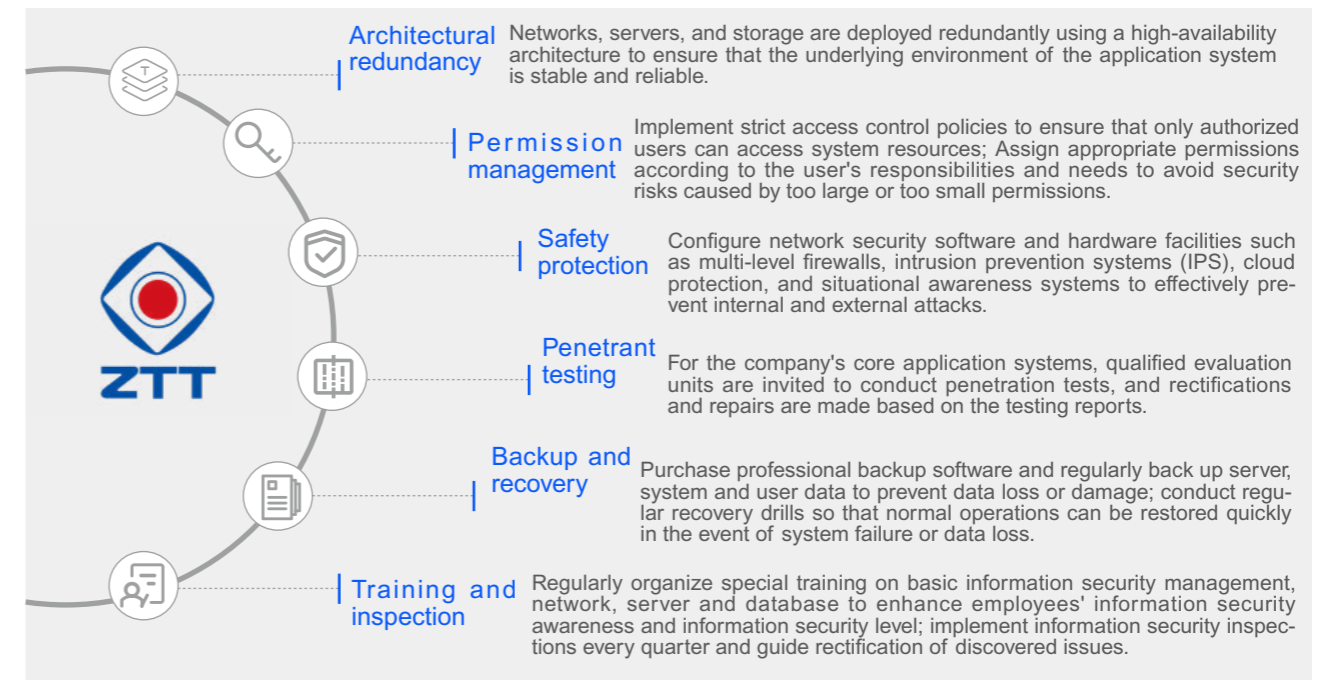 Architectural
redundancy
Networks, servers, and storage are deployed redundantly using a high-availability
architecture to ensure that the underlying environment of the application system
is stable and reliable.
Permission
management
Implement strict access control policies to ensure that only authorized
users can access system resources; Assign appropriate permissions
according to the user's responsibilities and needs to avoid security
risks caused by too large or too small permissions.
Safety
protection
Configure network security software and hardware facilities such
as multi-level firewalls, intrusion prevention systems (IPS), cloud
protection, and situational awareness systems to effectively pre-
vent internal and external attacks.
ZTT
Penetrant
testing
For the company's core application systems, qualified evaluation
units are invited to conduct penetration tests, and rectifications
and repairs are made based on the testing reports.
Backup and
recovery
Purchase professional backup software and regularly back up server,
system and user data to prevent data loss or damage; conduct regu-
lar recovery drills so that normal operations can be restored quickly
in the event of system failure or data loss.
Training and
inspection
Regularly organize special training on basic information security management,
network, server and database to enhance employees' information security
awareness and information security level; implement information security inspec-
tions every quarter and guide rectification of discovered issues.
T